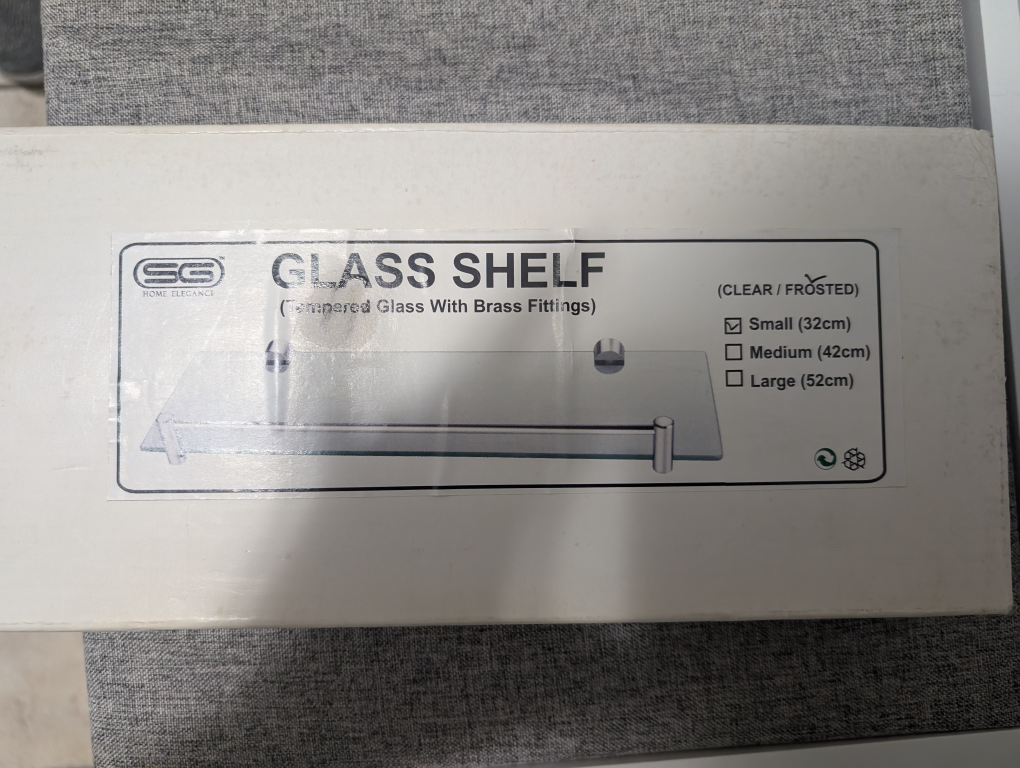 SG
HOME ELEGANCE
GLASS SHELF
(Tempered Glass With Brass Fittings)
(CLEAR / FROSTED)
Small (32cm)
Medium (42cm)
Large (52cm)